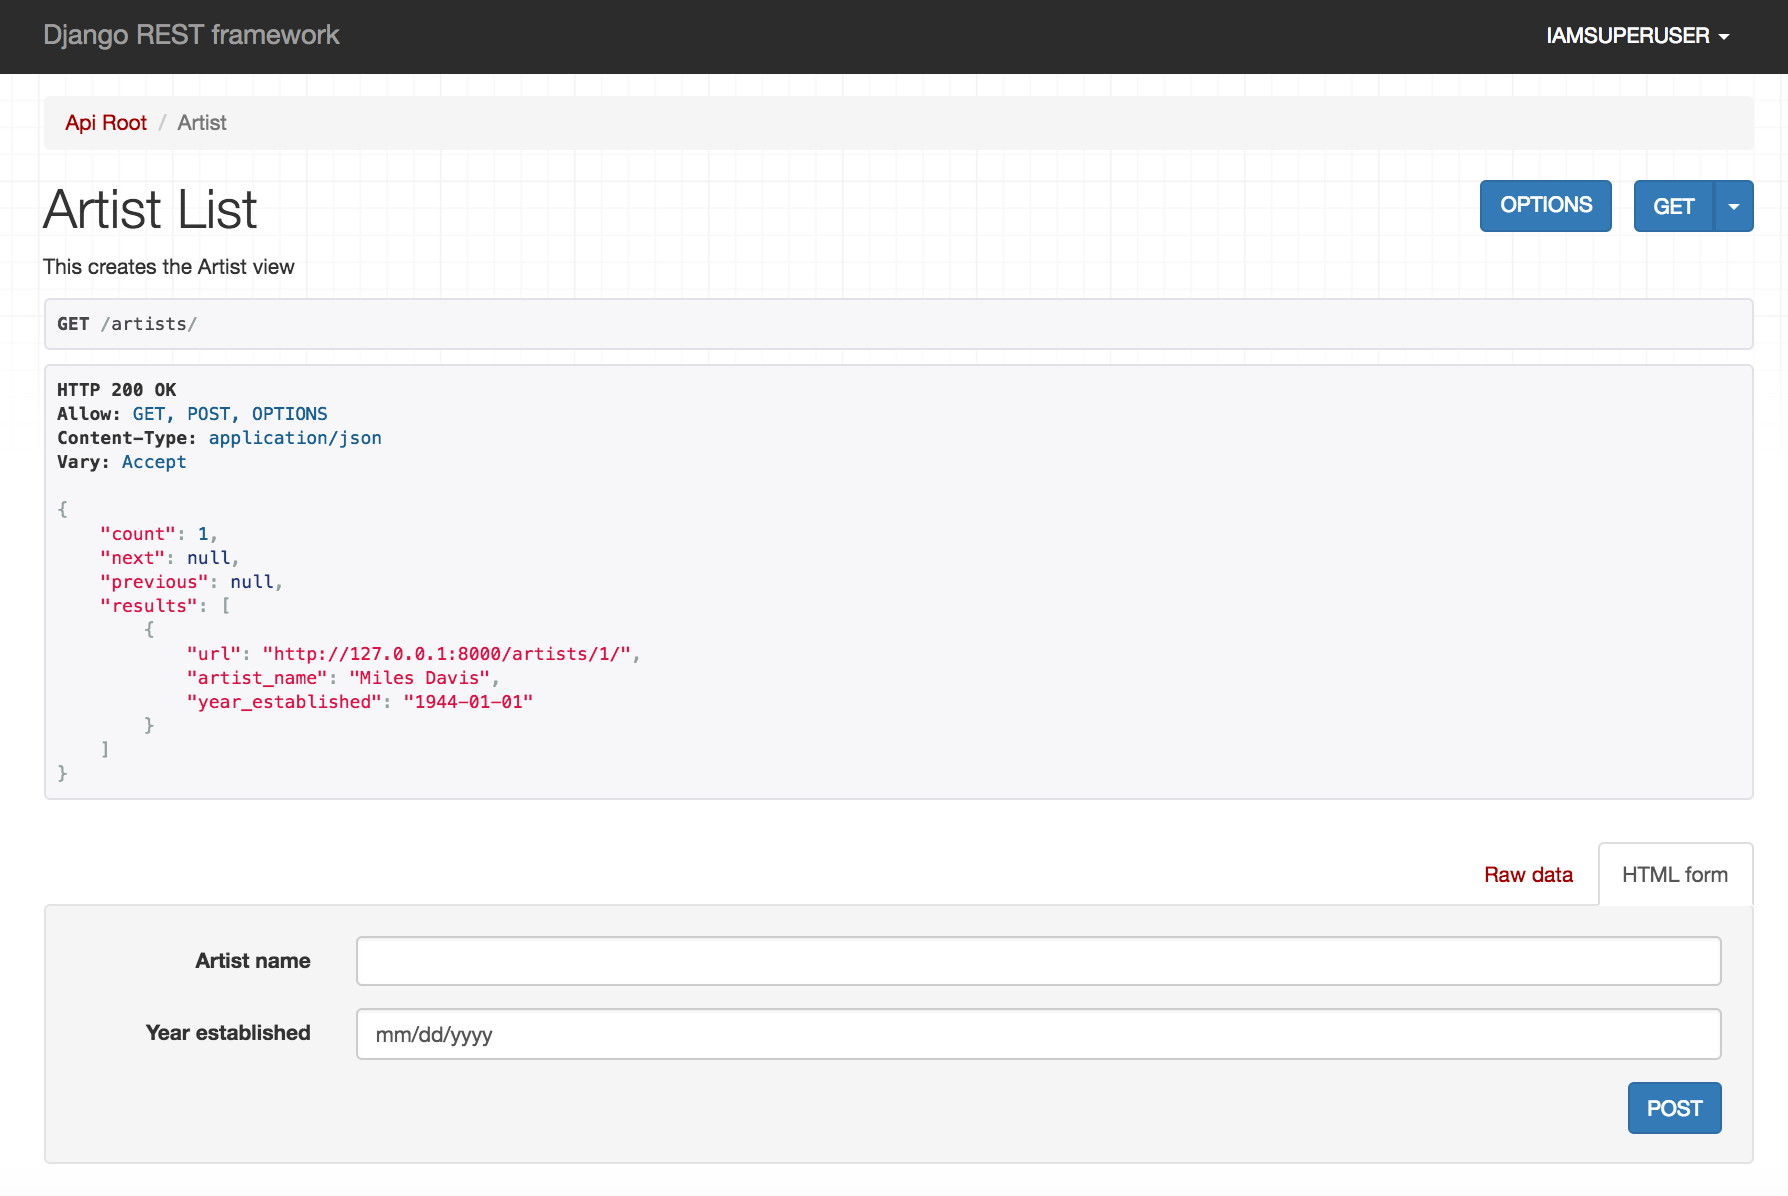 Django REST framework
IAMSUPERUSER
Api Root / Artist
Artist List
OPTIONS
GET
This creates the Artist view
GET /artists/
HTTP 200 OK
Allow: GET, POST, OPTIONS
Content-Type: application/json
Vary: Accept
{
    "count": 1,
    "next": null,
    "previous": null,
    "results": [
        {
            "url": "http://127.0.0.1:8000/artists/1/",
            "artist_name": "Miles Davis",
            "year_established": "1944-01-01"
        }
    ]
}
Raw data
HTML form
Artist name
Year established
mm/dd/yyyy
POST